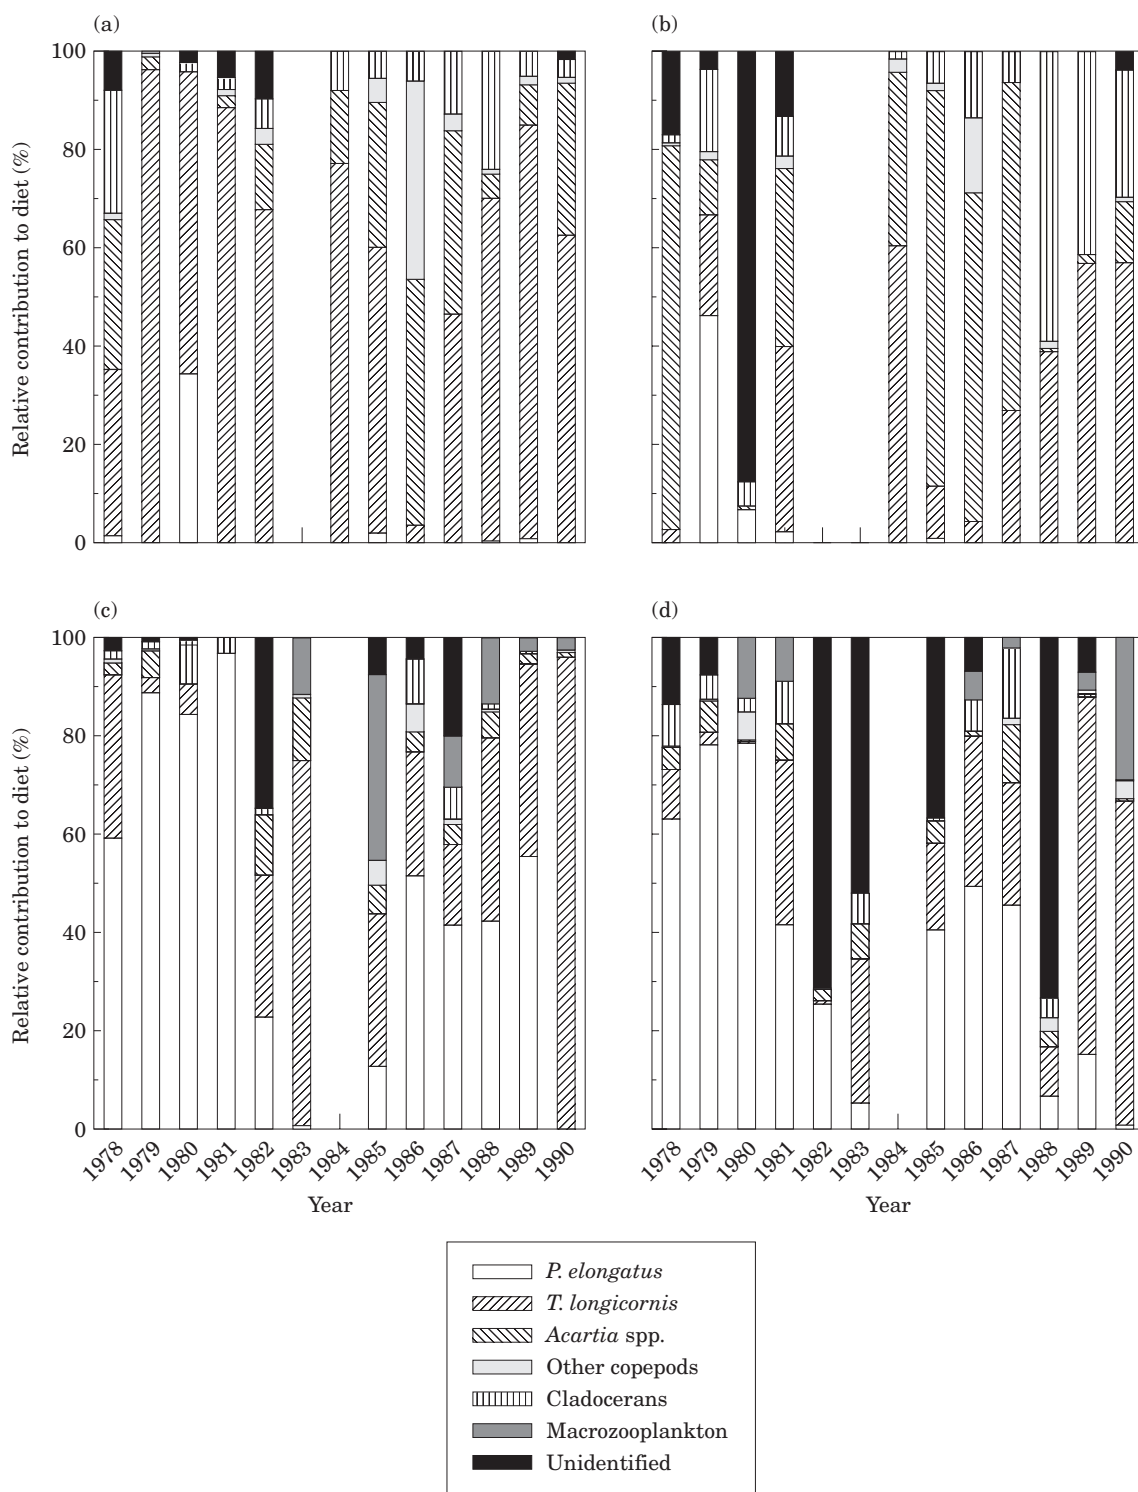 (a)
(b)
Relative contribution to diet (%)
100
80
60
40
20
0
(c)
(d)
Relative contribution to diet (%)
100
80
60
40
20
0
1978 1979 1980 1981 1982 1983 1984 1985 1986 1987 1988 1989 1990
1978 1979 1980 1981 1982 1983 1984 1985 1986 1987 1988 1989 1990
Year
Year
P. elongatus
T. longicornis
Acartia spp.
Other copepods
Cladocerans
Macrozooplankton
Unidentified